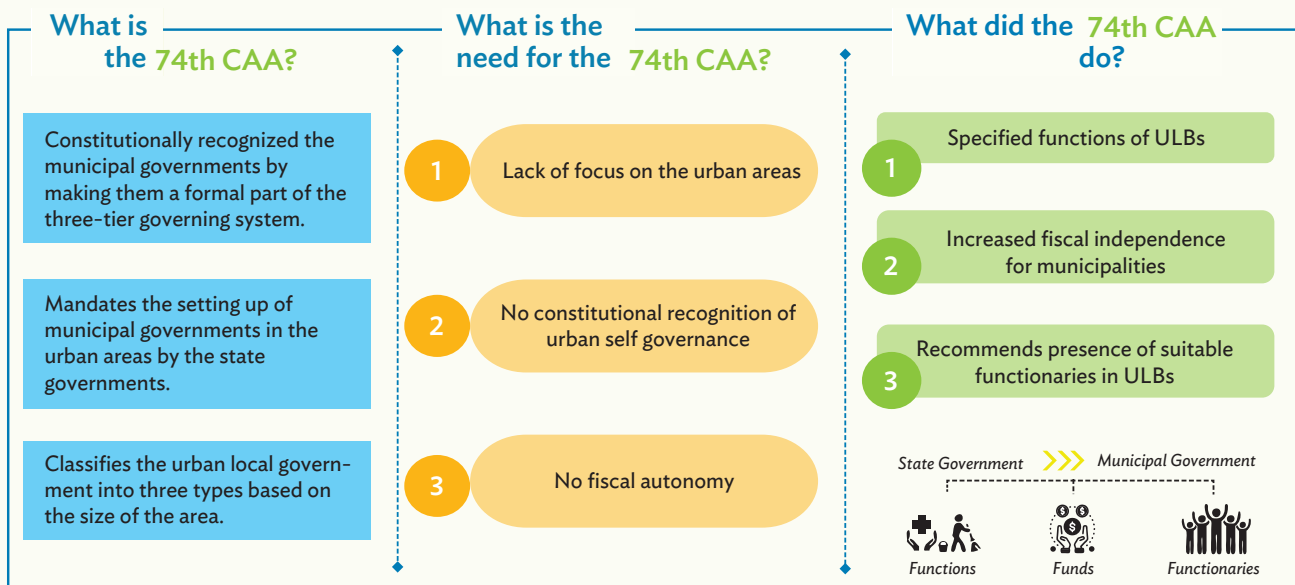 What is
the 74th CAA?
Constitutionally recognized the
municipal governments by
making them a formal part of the
three-tier governing system.
Mandates the setting up of
municipal governments in the
urban areas by the state
governments.
Classifies the urban local govern-
ment into three types based on
the size of the area.
What is the
need for the 74th CAA?
1
Lack of focus on the urban areas
2
No constitutional recognition of
urban self governance
3
No fiscal autonomy
What did the 74th CAA
do?
1
Specified functions of ULBs
2
Increased fiscal independence
for municipalities
3
Recommends presence of suitable
functionaries in ULBs
State Government
Municipal Government
Functions
Funds
Functionaries